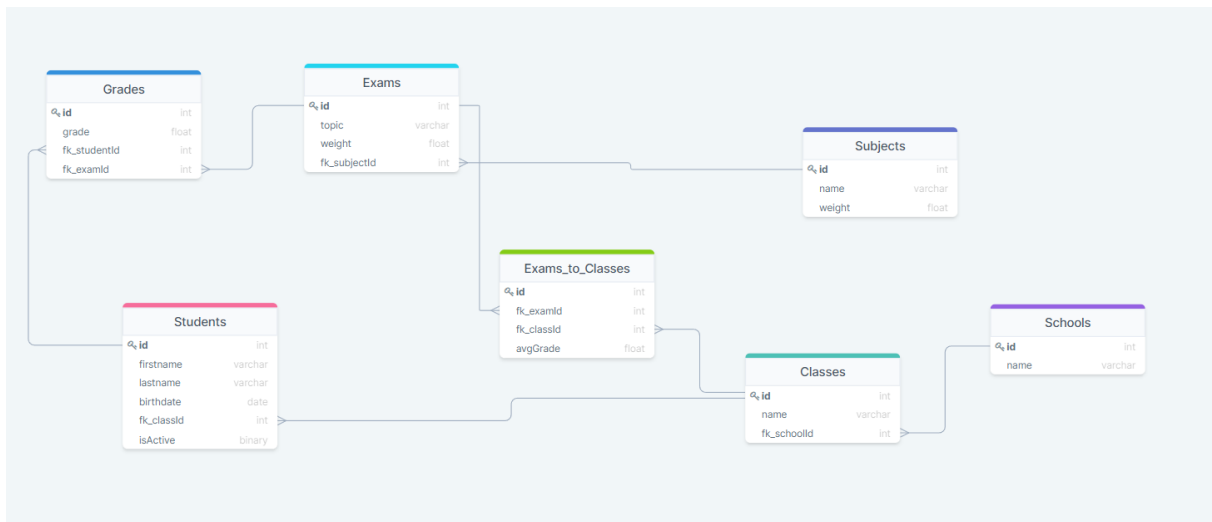 Grades
id int
grade float
fk_studentId int
fk_examId int
Exams
id int
topic varchar
weight float
fk_subjectId int
Subjects
id int
name varchar
weight float
Exams_to_Classes
id int
fk_examId int
fk_classId int
avgGrade float
Students
id int
firstname varchar
lastname varchar
birthdate date
fk_classId int
isActive binary
Classes
id int
name varchar
fk_schoolId int
Schools
id int
name varchar